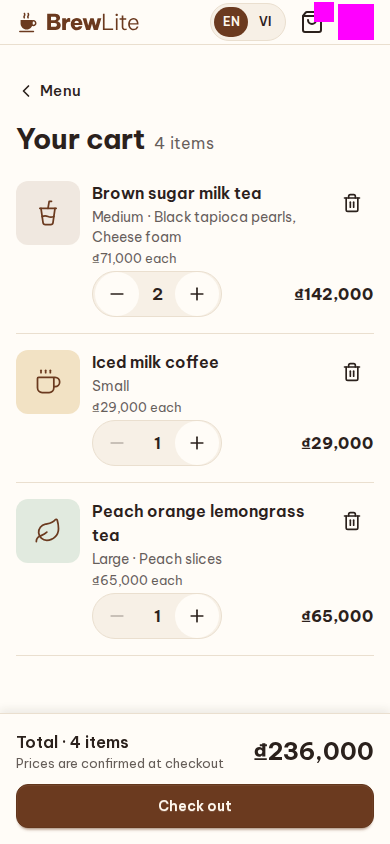 BrewLite
EN VI
Menu
Your cart 4 items
Brown sugar milk tea
Medium · Black tapioca pearls,
Cheese foam
₫71,000 each
2
₫142,000
Iced milk coffee
Small
₫29,000 each
1
₫29,000
Peach orange lemongrass
tea
Large · Peach slices
₫65,000 each
1
₫65,000
Total · 4 items
Prices are confirmed at checkout
₫236,000
Check out